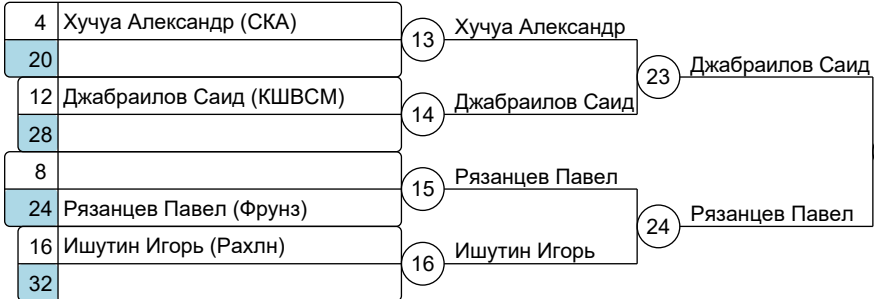 4 Хучуа Александр (СКА)
20
13 Хучуа Александр
12 Джабраилов Саид (КШВСМ)
28
14 Джабраилов Саид
23 Джабраилов Саид
8
24 Рязанцев Павел (Фрунз)
15 Рязанцев Павел
16 Ишутин Игорь (Рахлн)
32
16 Ишутин Игорь
24 Рязанцев Павел